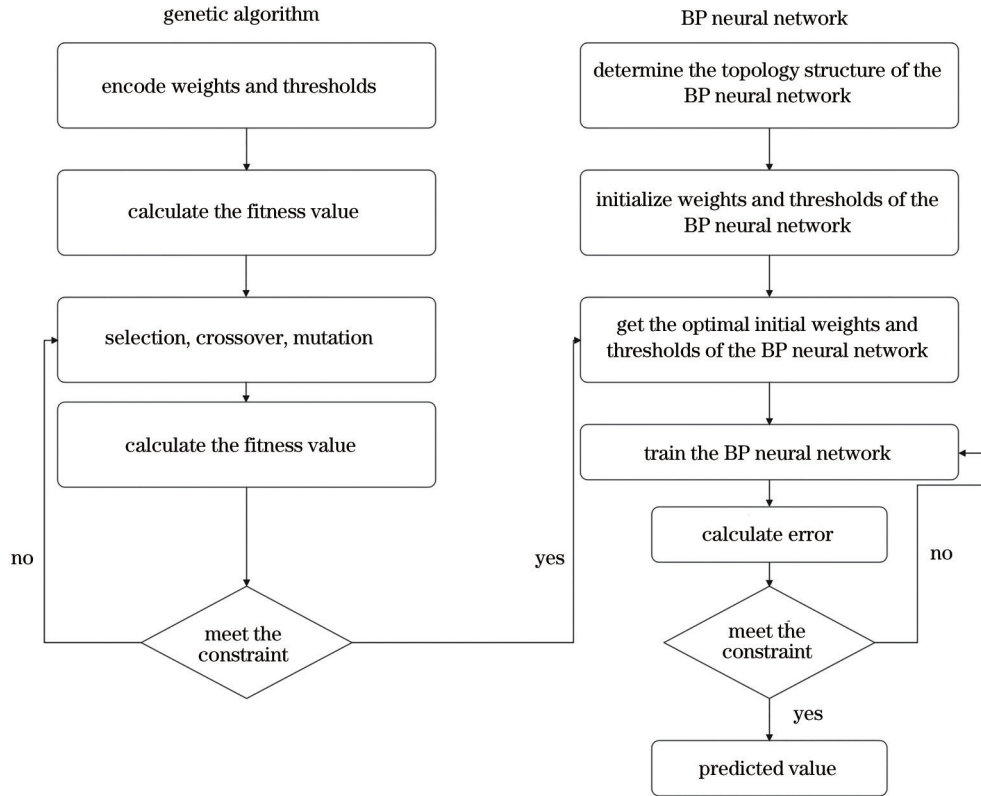 genetic algorithm
encode weights and thresholds
calculate the fitness value
selection, crossover, mutation
calculate the fitness value
no
meet the
constraint
yes
BP neural network
determine the topology structure of the
BP neural network
initialize weights and thresholds of the
BP neural network
get the optimal initial weights and
thresholds of the BP neural network
train the BP neural network
calculate error
no
meet the
constraint
yes
predicted value